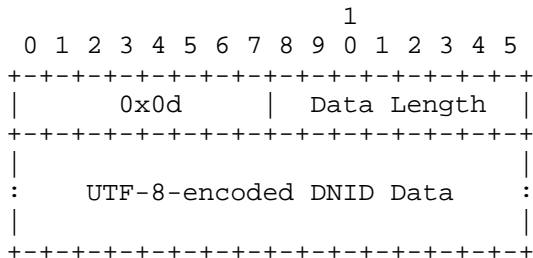 1
 0 1 2 3 4 5 6 7 8 9 0 1 2 3 4 5
+-+-+-+-+-+-+-+-+-+-+-+-+-+-+-+-+
|      0x0d      |  Data Length  |
+-+-+-+-+-+-+-+-+-+-+-+-+-+-+-+-+
|                                |
:    UTF-8-encoded DNID Data     :
|                                |
+-+-+-+-+-+-+-+-+-+-+-+-+-+-+-+-+